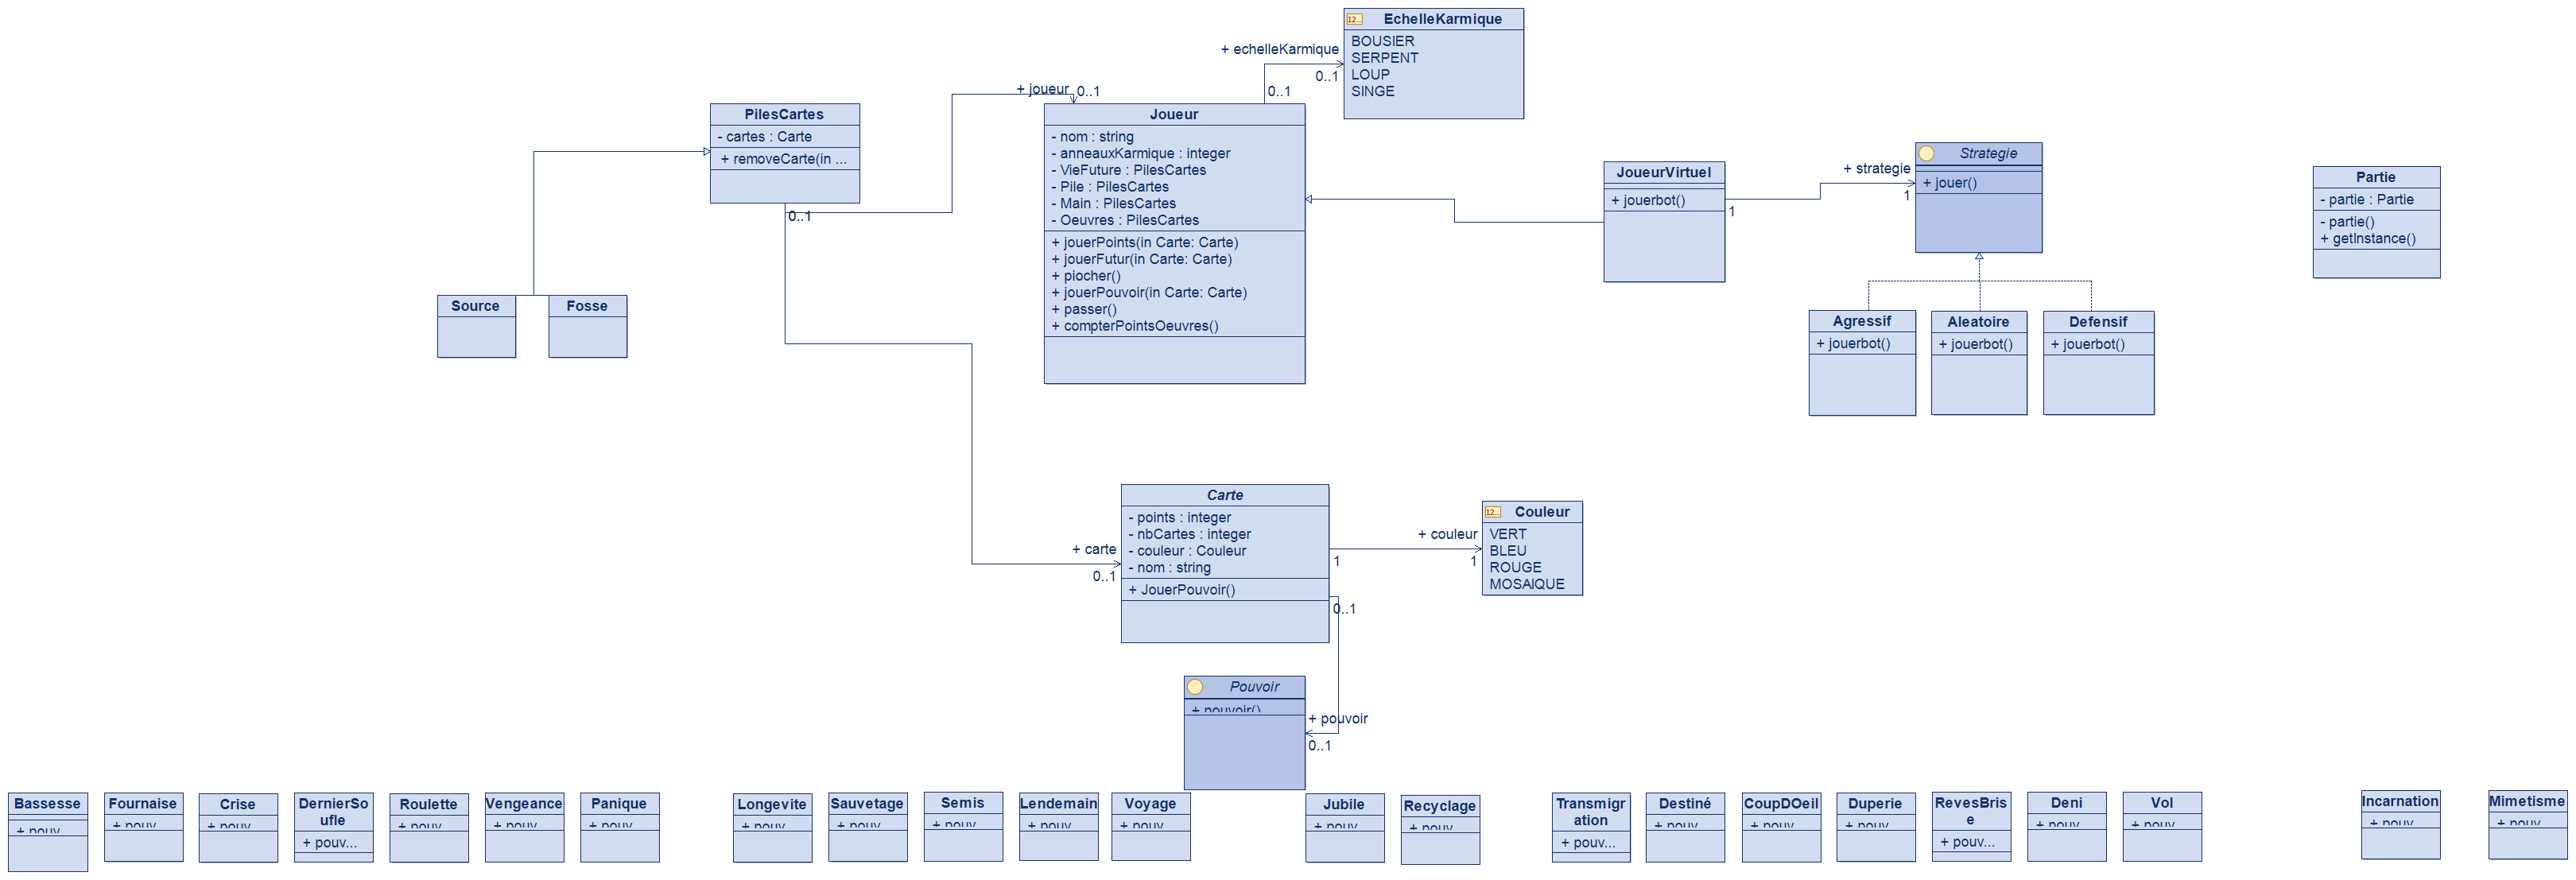 12...
EchelleKarmique
BOUSIER
SERPENT
LOUP
SINGE
+ echelleKarmique
0..1
0..1
+ joueur
0..1
PilesCartes
- cartes : Carte
+ removeCarte(in ...
0..1
Joueur
- nom : string
- anneauxKarmique : integer
- VieFuture : PilesCartes
- Pile : PilesCartes
- Main : PilesCartes
- Oeuvres : PilesCartes
+ jouerPoints(in Carte: Carte)
+ jouerFutur(in Carte: Carte)
+ piocher()
+ jouerPouvoir(in Carte: Carte)
+ passer()
+ compterPointsOeuvres()
JoueurVirtuel
+ jouerbot()
1
+ strategie
1
Strategie
+ jouer()
Partie
- partie : Partie
- partie()
+ getInstance()
Source
Fosse
Agressif
+ jouerbot()
Aleatoire
+ jouerbot()
Defensif
+ jouerbot()
Carte
- points : integer
- nbCartes : integer
- couleur : Couleur
- nom : string
+ JouerPouvoir()
+ carte
0..1
1
+ couleur
1
12...
Couleur
VERT
BLEU
ROUGE
MOSAIQUE
0..1
Pouvoir
+ pouvoir()
+ pouvoir
0..1
Bassesse
+ pouv
Fournaise
+ pouv
Crise
+ pouv
DernierSo
ufle
+ pouv...
Roulette
+ pouv
Vengeance
+ pouv
Panique
+ pouv
Longevite
+ pouv
Sauvetage
+ pouv
Semis
+ pouv
Lendemain
+ pouv
Voyage
+ pouv
Jubile
+ pouv
Recyclage
+ pouv
Transmigr
ation
+ pouv...
Destiné
+ pouv
CoupDOeil
+ pouv
Duperie
+ pouv
RevesBris
e
+ pouv...
Deni
+ pouv
Vol
+ pouv
Incarnation
+ pouv
Mimetisme
+ pouv